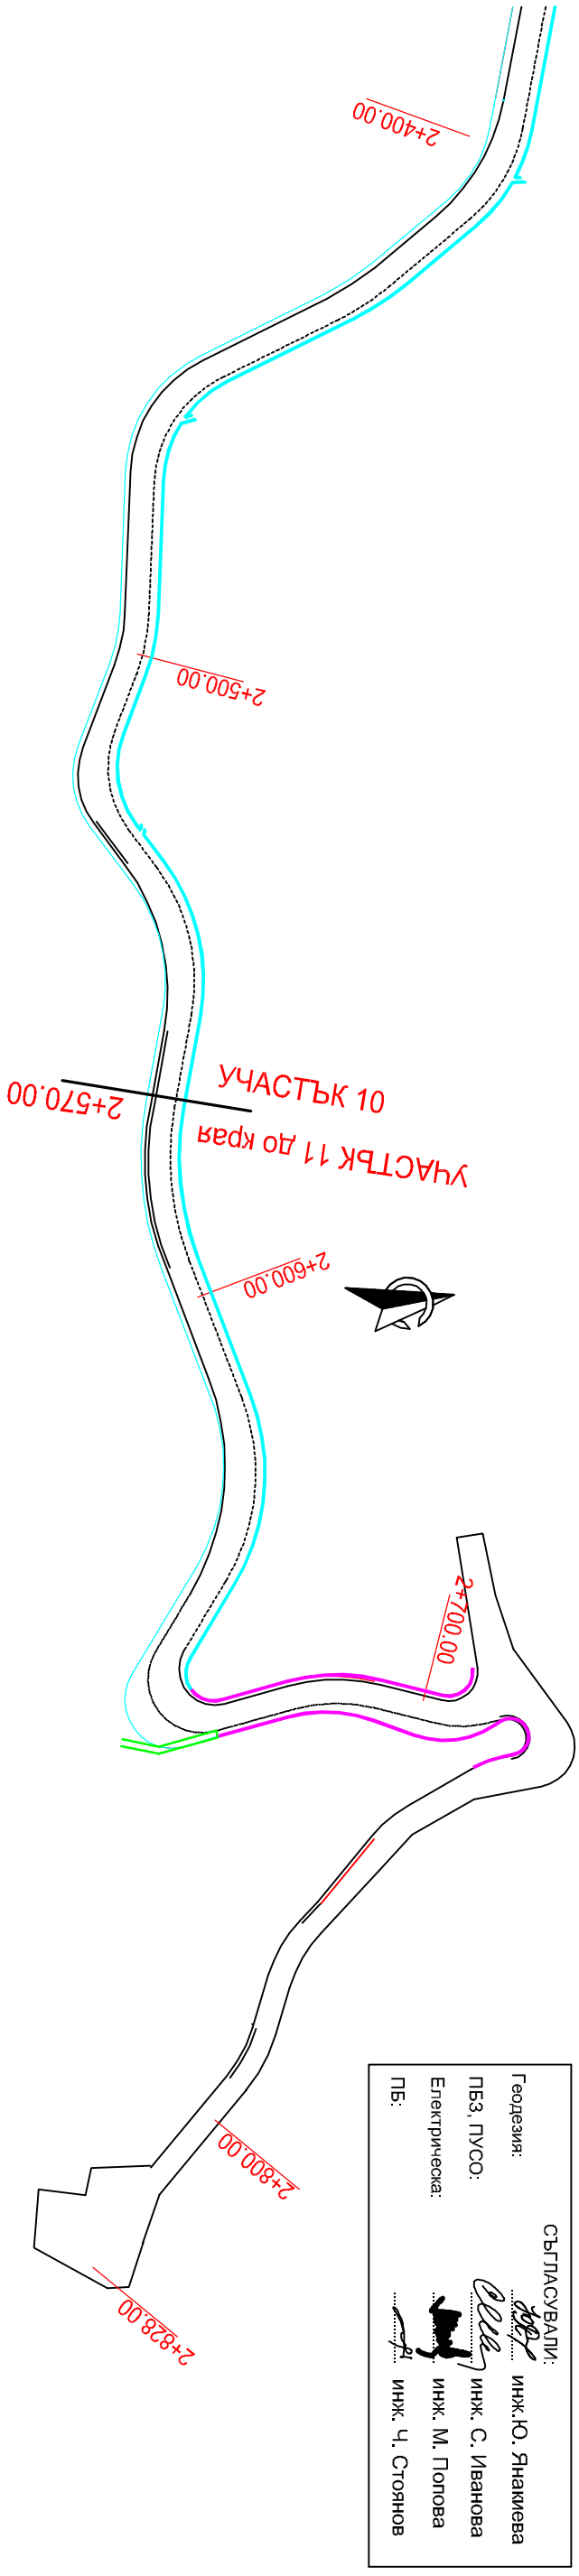 2+400.00
2+500.00
УЧАСТЪК 10
2+570.00
УЧАСТЪК 11 до края
2+600.00
2+700.00
2+800.00
2+828.00
СЪГЛАСУВАЛИ:
Геодезия: инж.Ю. Янакиева
ПБЗ, ПУСО: инж. С. Иванова
Електрическа: инж. М. Попова
ПБ: инж. Ч. Стоянов